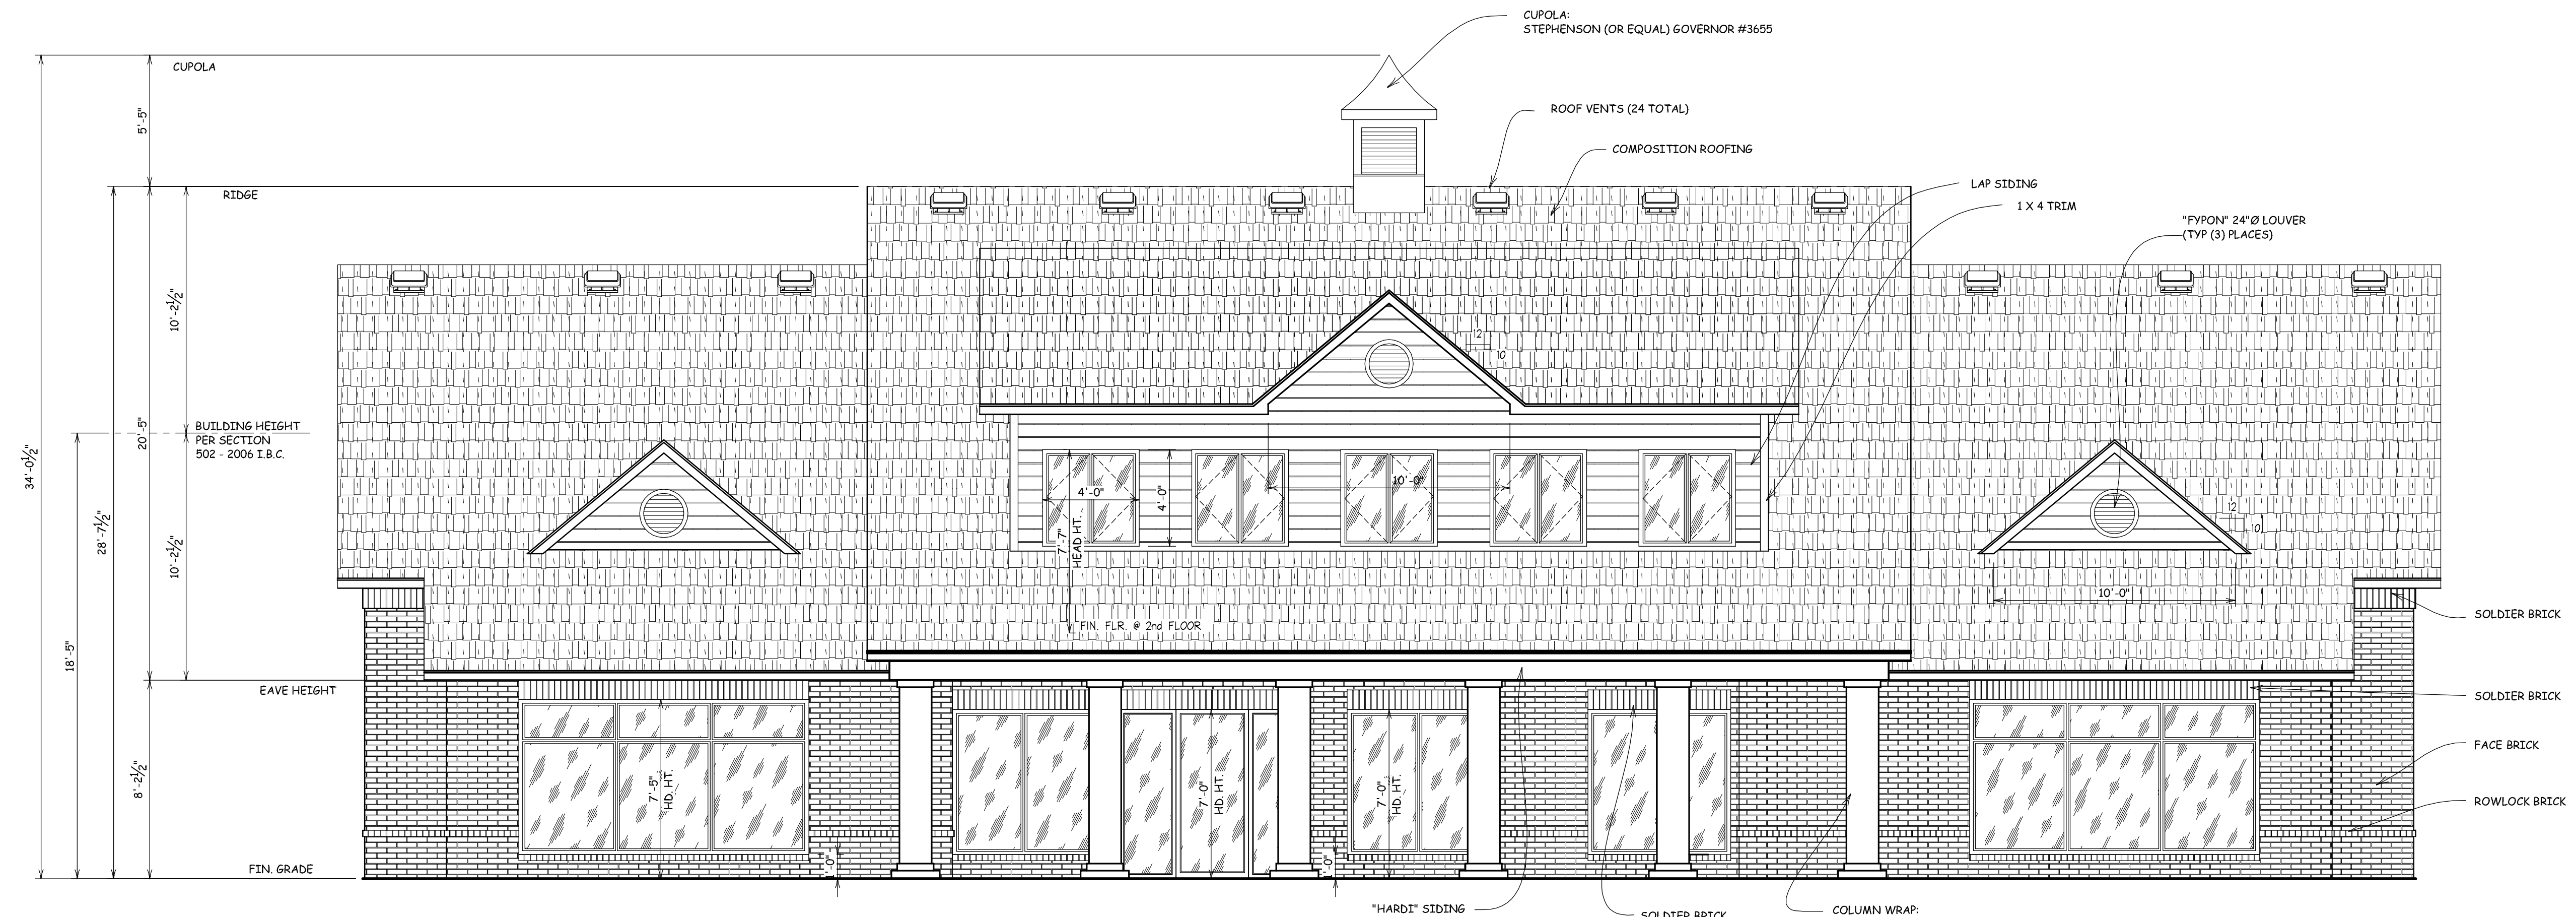 CUPOLA:
STEPHENSON (OR EQUAL) GOVERNOR #3655
CUPOLA
5'-5"
ROOF VENTS (24 TOTAL)
COMPOSITION ROOFING
LAP SIDING
1 X 4 TRIM
"FYPON" 24"Ø LOUVER
(TYP (3) PLACES)
RIDGE
10'-2½"
12
10
BUILDING HEIGHT
PER SECTION
502 - 2006 I.B.C.
20'-5"
34'-0½"
28'-7½"
18'-5"
10'-2½"
4'-0"
4'-0"
10'-0"
7'-7"
HEAD HT.
12
10
10'-0"
FIN. FLR. @ 2nd FLOOR
SOLDIER BRICK
EAVE HEIGHT
SOLDIER BRICK
8'-2½"
7'-5"
HD. HT.
7'-0"
HD. HT.
7'-0"
HD. HT.
FACE BRICK
ROWLOCK BRICK
1'-0"
1'-0"
FIN. GRADE
"HARDI" SIDING
SOLDIER BRICK
COLUMN WRAP: